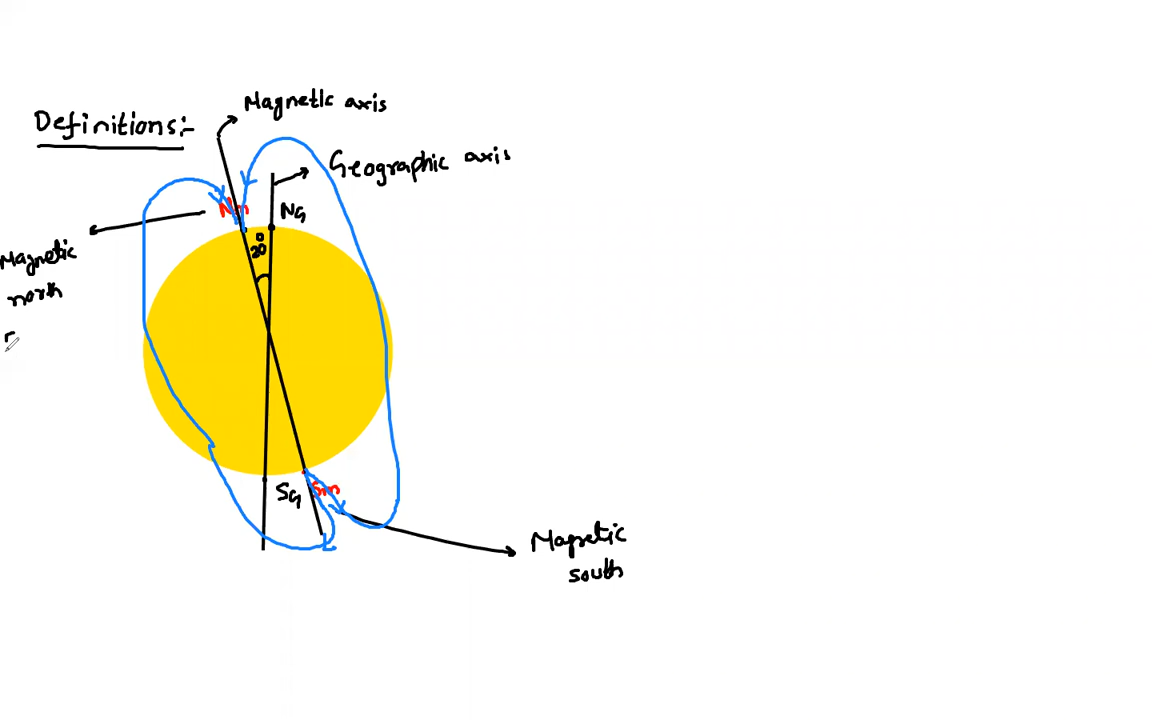 Magnetic axis
Definitions:-
Geographic axis
Nm
NG
20°
Magnetic
north
r
SG
Sm
Magnetic
south